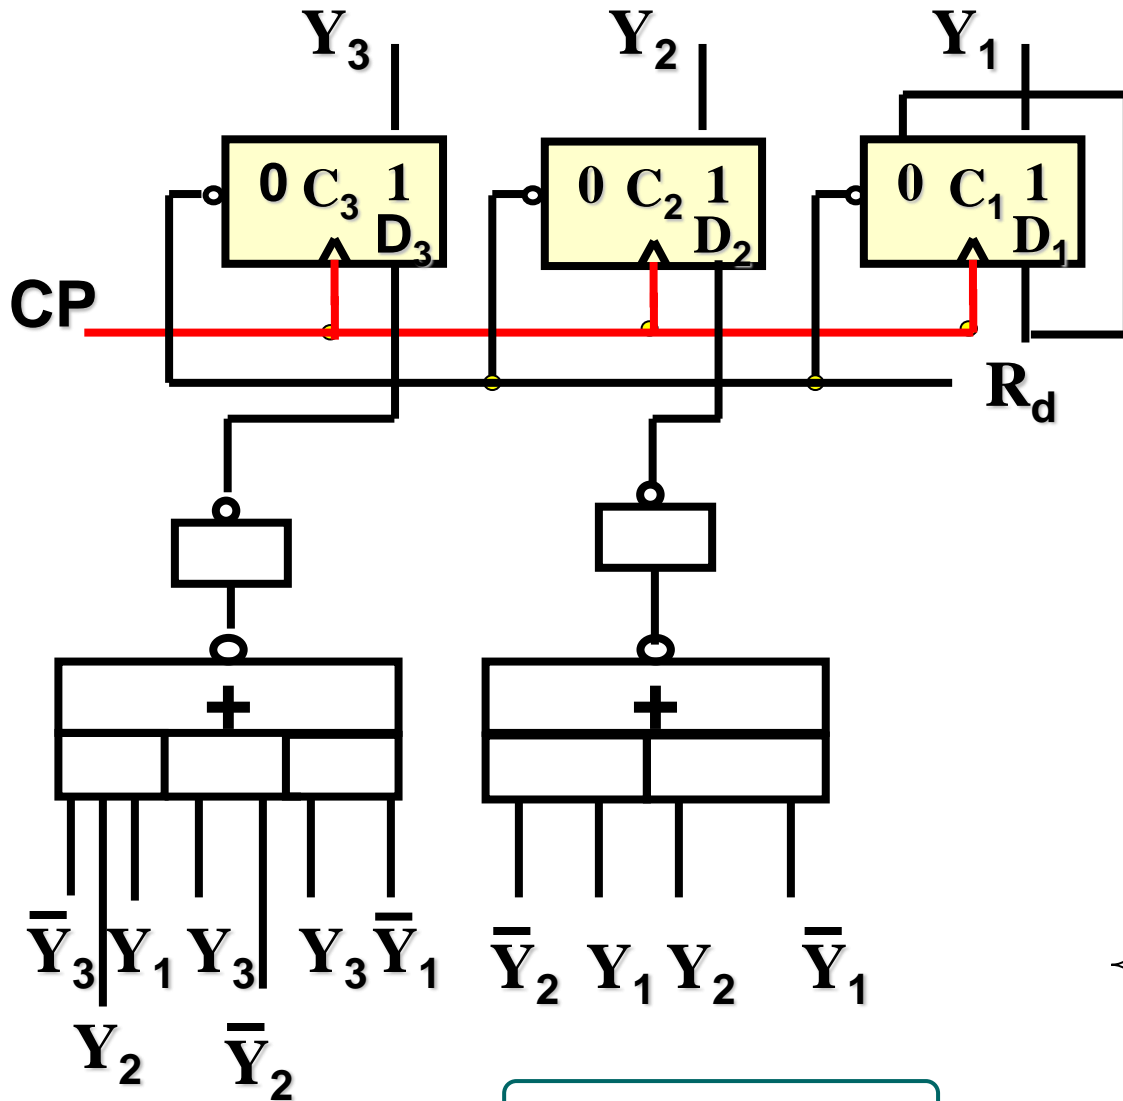 Y₃ Y₂ Y₁
0 C₃ 1 0 C₂ 1 0 C₁ 1
D₃ D₂ D₁
CP
R_d
+ +
Y̅₃ Y₁ Y₃ Y₃ Y̅₁ Y̅₂ Y₁ Y₂ Y̅₁
Y₂ Y̅₂